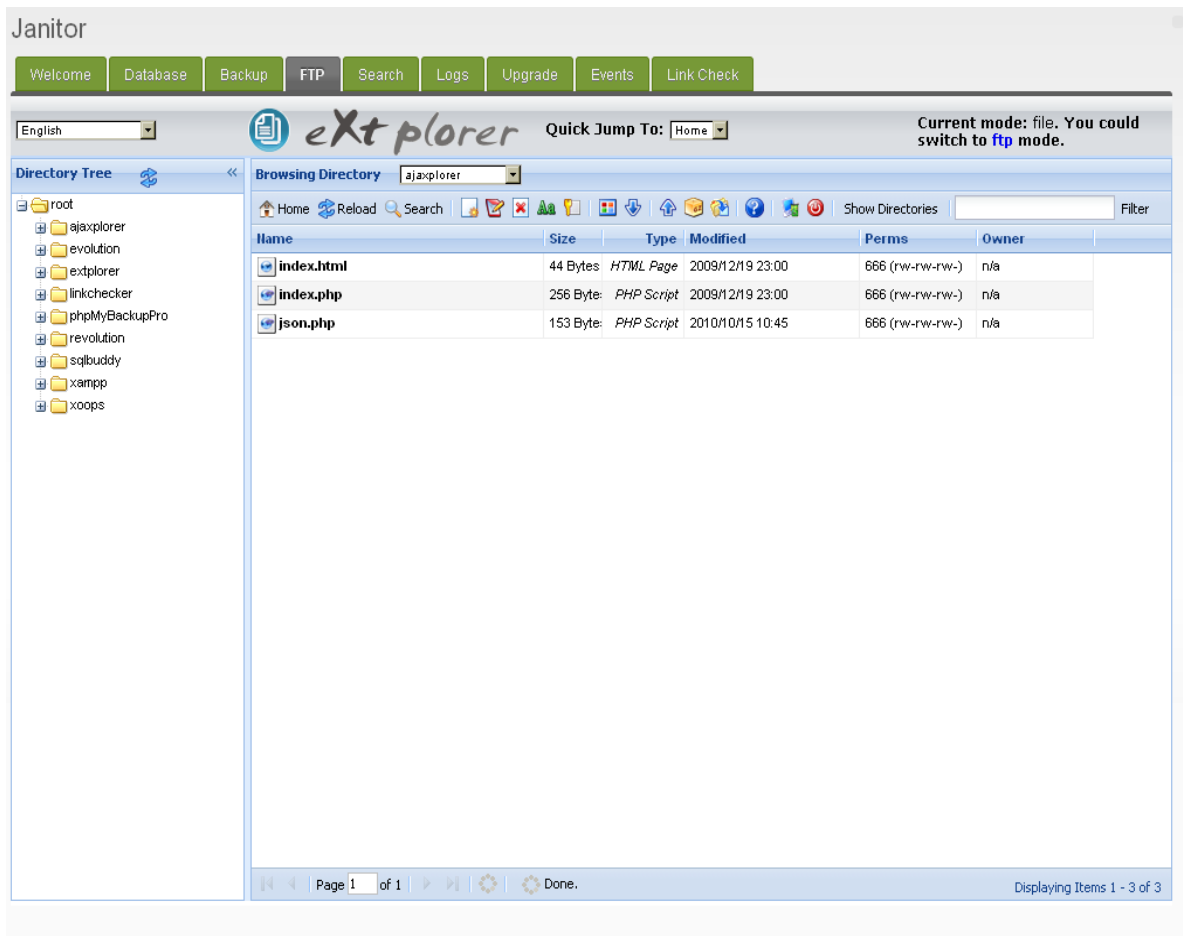 Janitor
Welcome Database Backup FTP Search Logs Upgrade Events Link Check
English eXtplorer Quick Jump To: Home Current mode: file. You could
switch to ftp mode.
Directory Tree Browsing Directory ajaxplorer
Home Reload Search Show Directories Filter
root
ajaxplorer
evolution
extplorer
linkchecker
phpMyBackupPro
revolution
sqlbuddy
xampp
xoops
Name Size Type Modified Perms Owner
index.html 44 Bytes HTML Page 2009/12/19 23:00 666 (rw-rw-rw-) n/a
index.php 256 Byte PHP Script 2009/12/19 23:00 666 (rw-rw-rw-) n/a
json.php 153 Byte PHP Script 2010/10/15 10:45 666 (rw-rw-rw-) n/a
Page 1 of 1 Done. Displaying Items 1 - 3 of 3